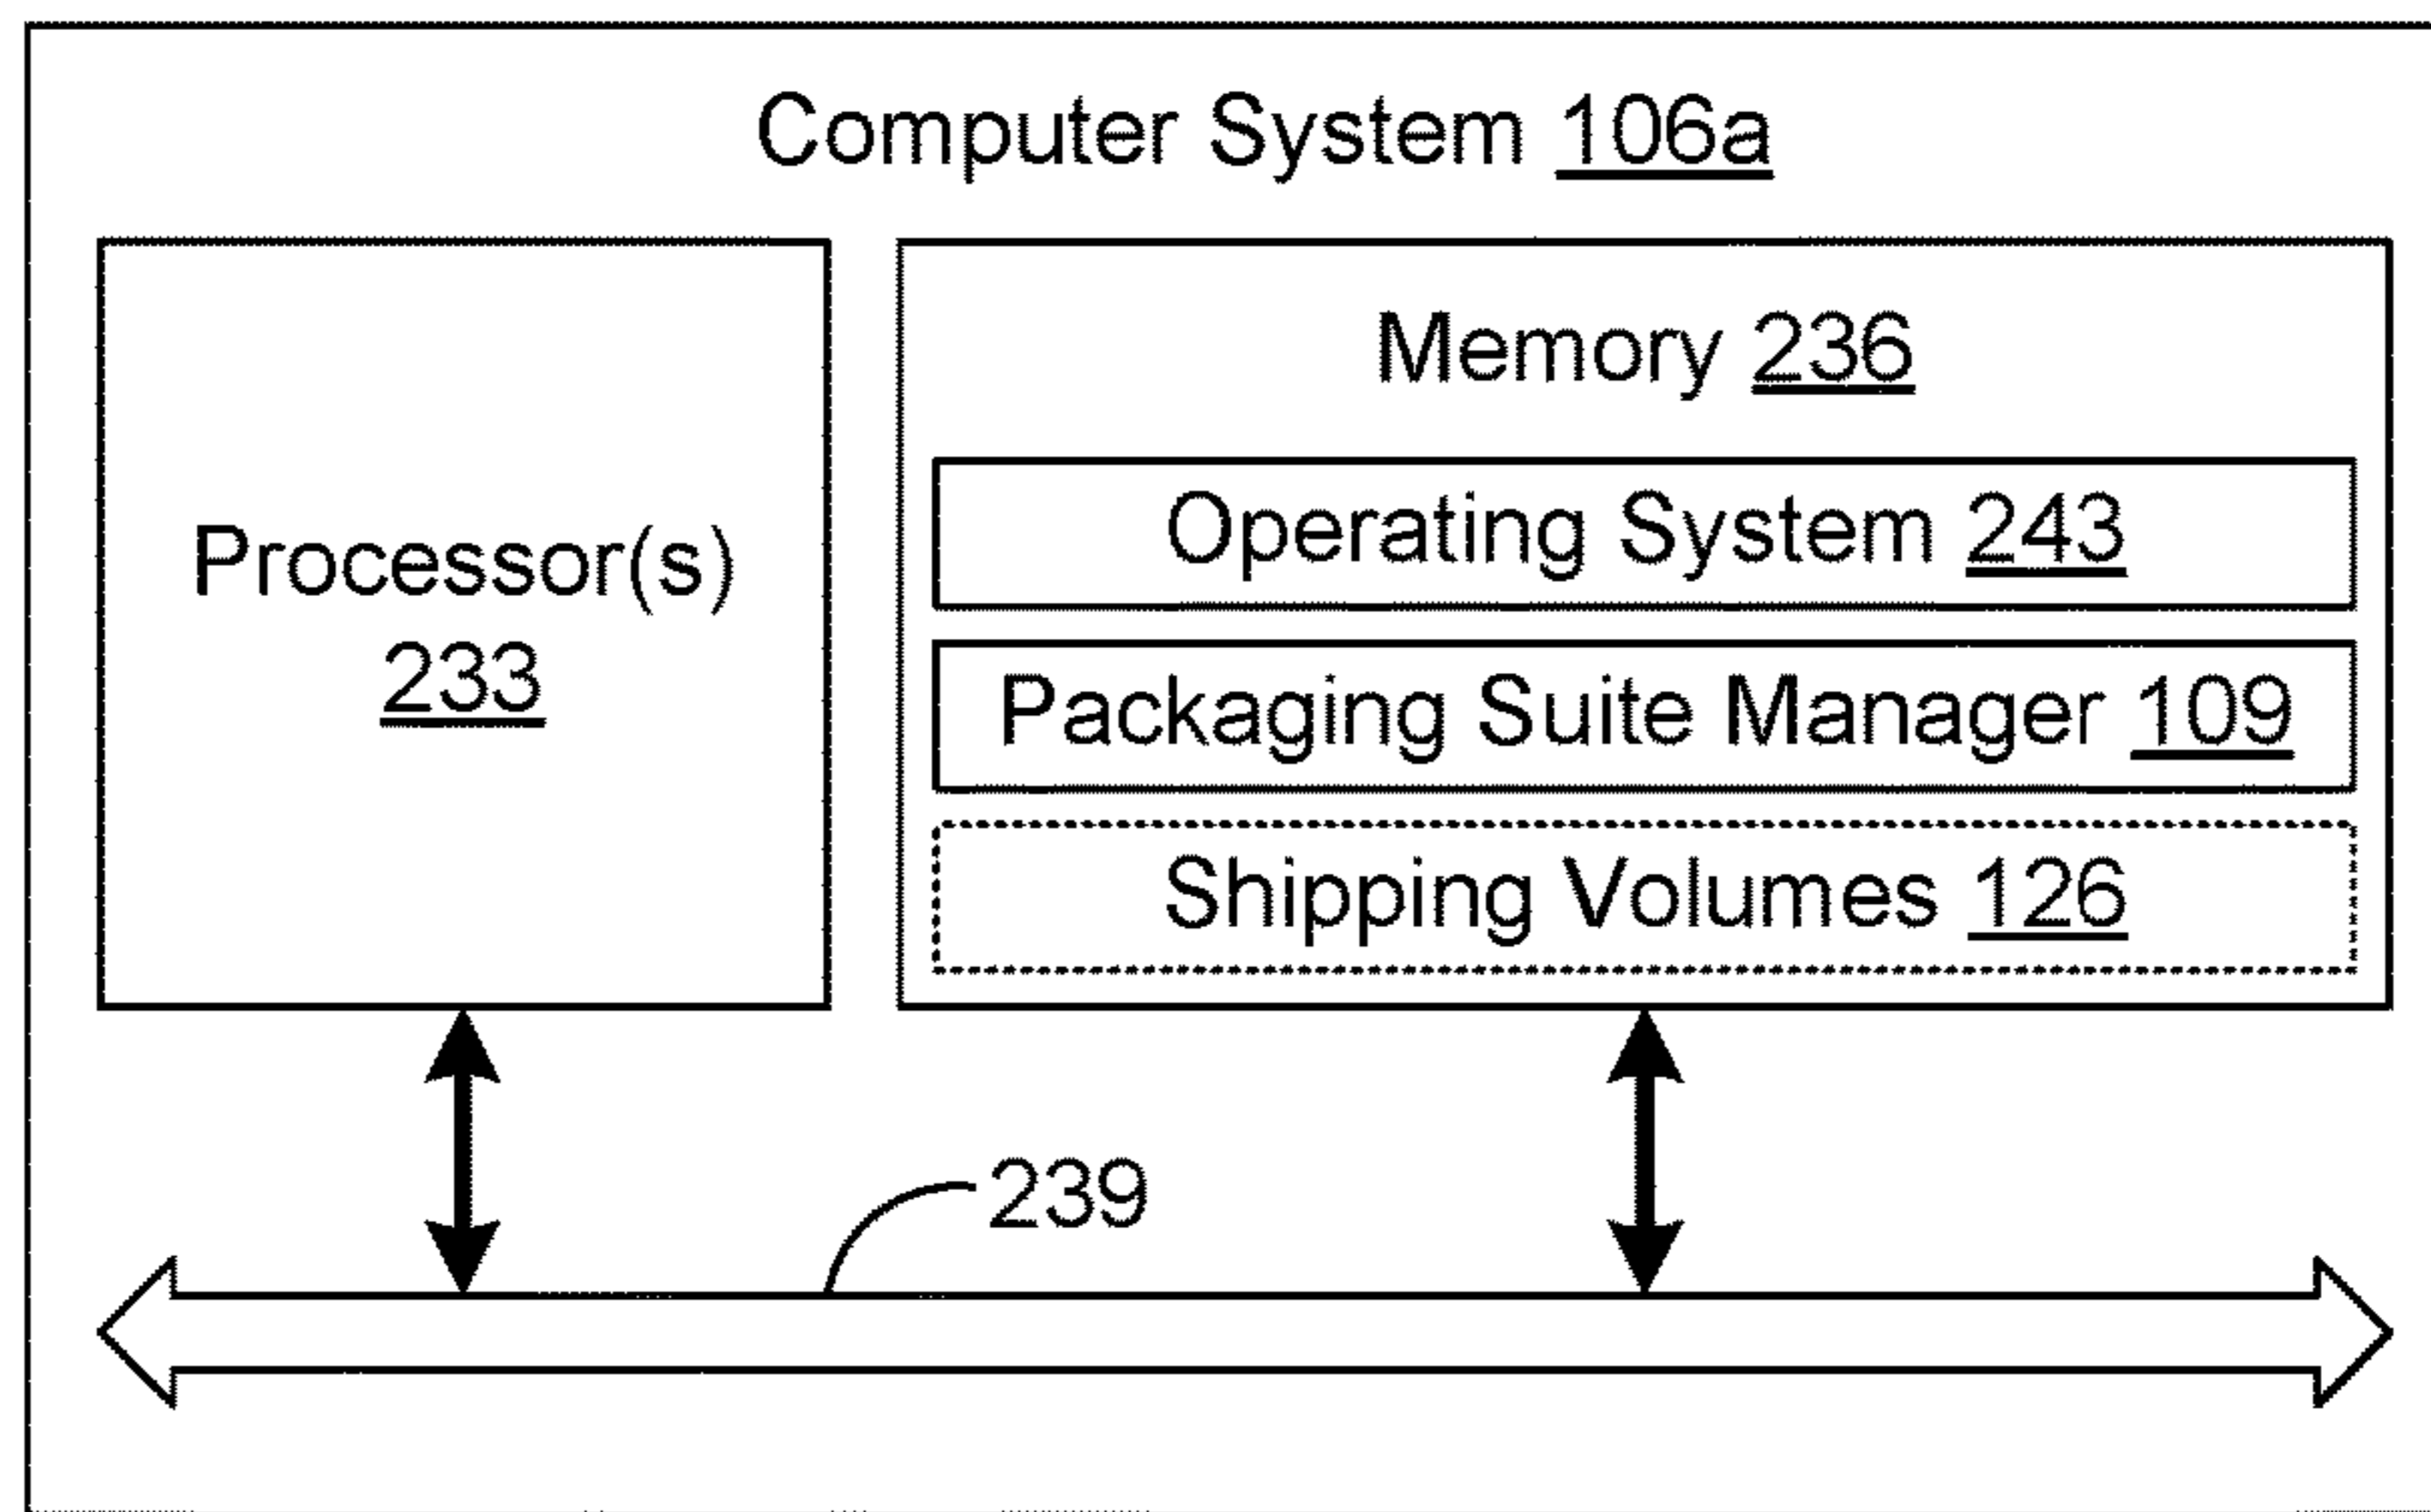 Computer System 106a
Processor(s)
233
Memory 236
Operating System 243
Packaging Suite Manager 109
Shipping Volumes 126
239